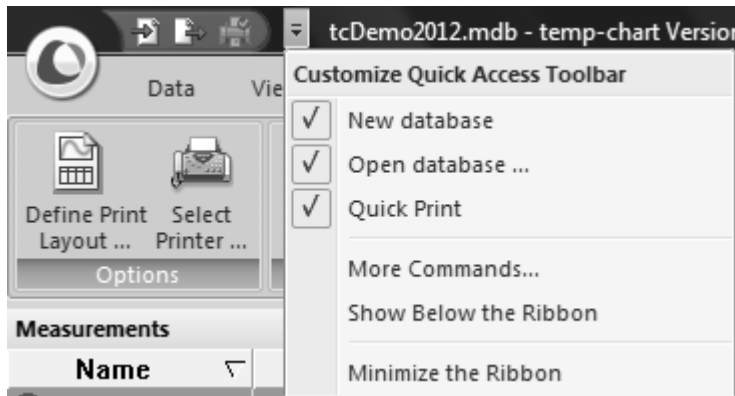 tcDemo2012.mdb - temp-chart
Data
Customize Quick Access Toolbar
New database
Open database ...
Quick Print
More Commands...
Show Below the Ribbon
Minimize the Ribbon
Define Print
Layout ...
Select
Printer ...
Options
Measurements
Name